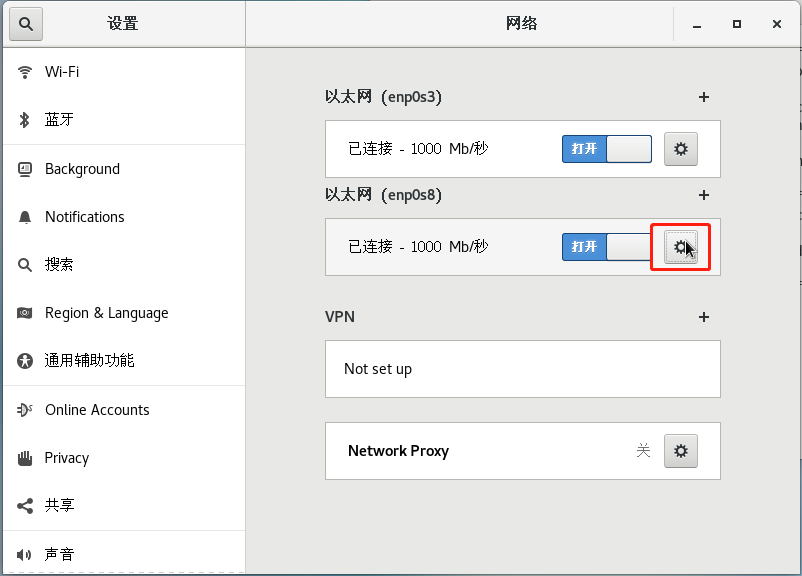 设置
网络
Wi-Fi
蓝牙
Background
Notifications
搜索
Region & Language
通用辅助功能
Online Accounts
Privacy
共享
声音
以太网 (enp0s3)
已连接 - 1000 Mb/秒
打开
以太网 (enp0s8)
已连接 - 1000 Mb/秒
打开
VPN
Not set up
Network Proxy
关